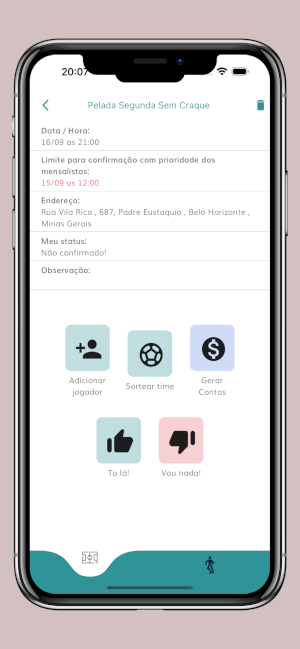 20:07
Pelada Segunda Sem Craque
Data / Hora:
16/09 as 21:00
Limite para confirmação com prioridade dos
mensalistas:
15/09 as 12:00
Endereço:
Rua Vila Rica , 687, Padre Eustaquio , Belo Horizonte ,
Minas Gerais
Meu status:
Não confirmado!
Observação:
Adicionar
jogador
Sortear time
Gerar
Contas
To lá!
Vou nada!